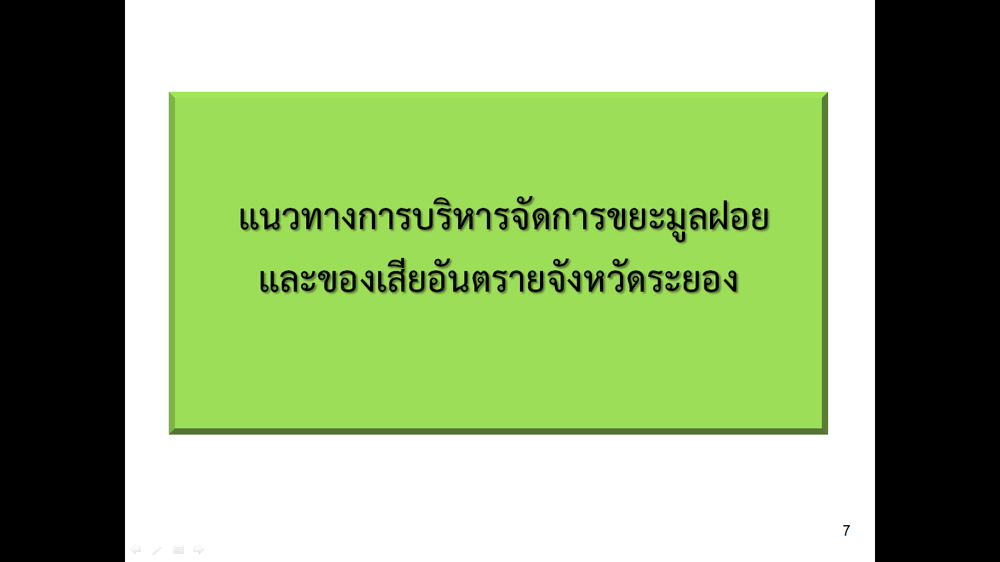 แนวทางการบริหารจัดการขยะมูลฝอย
และของเสียอันตรายจังหวัดระยอง
7